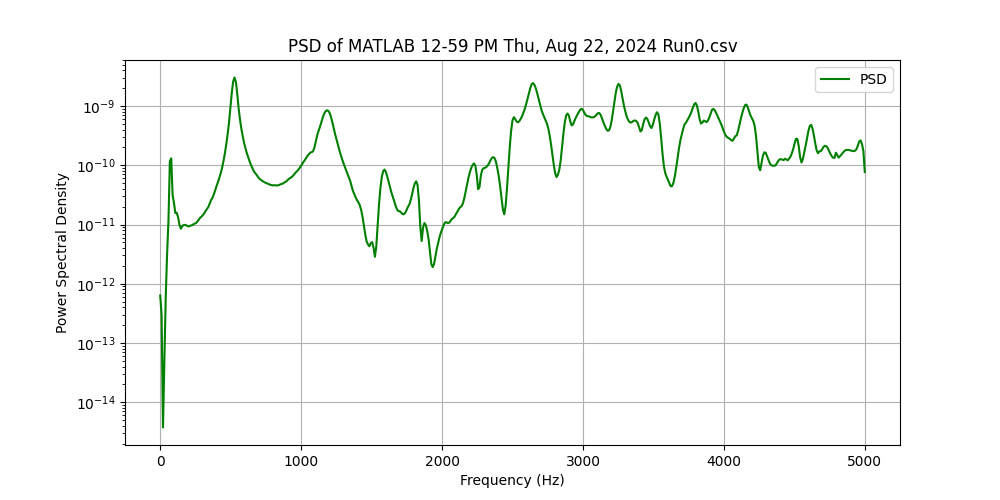 PSD of MATLAB 12-59 PM Thu, Aug 22, 2024 Run0.csv
PSD
Power Spectral Density
10⁻⁹
10⁻¹⁰
10⁻¹¹
10⁻¹²
10⁻¹³
10⁻¹⁴
0 1000 2000 3000 4000 5000
Frequency (Hz)